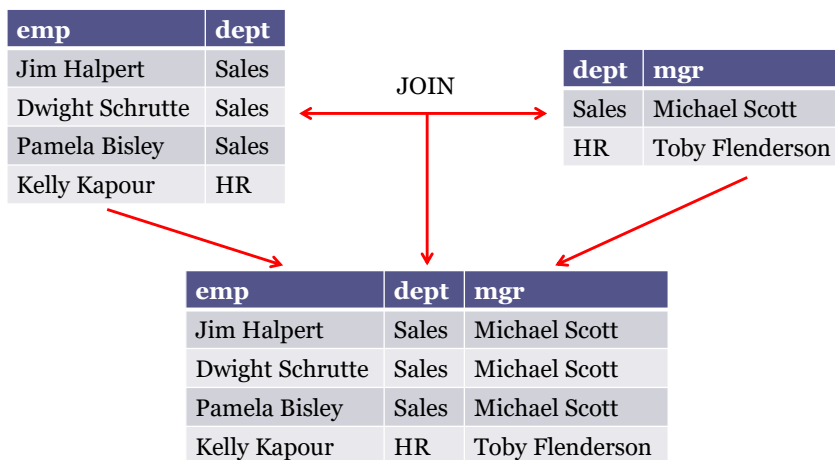 emp dept
Jim Halpert Sales
Dwight Schrutte Sales
Pamela Bisley Sales
Kelly Kapour HR
JOIN
dept mgr
Sales Michael Scott
HR Toby Flenderson
emp dept mgr
Jim Halpert Sales Michael Scott
Dwight Schrutte Sales Michael Scott
Pamela Bisley Sales Michael Scott
Kelly Kapour HR Toby Flenderson